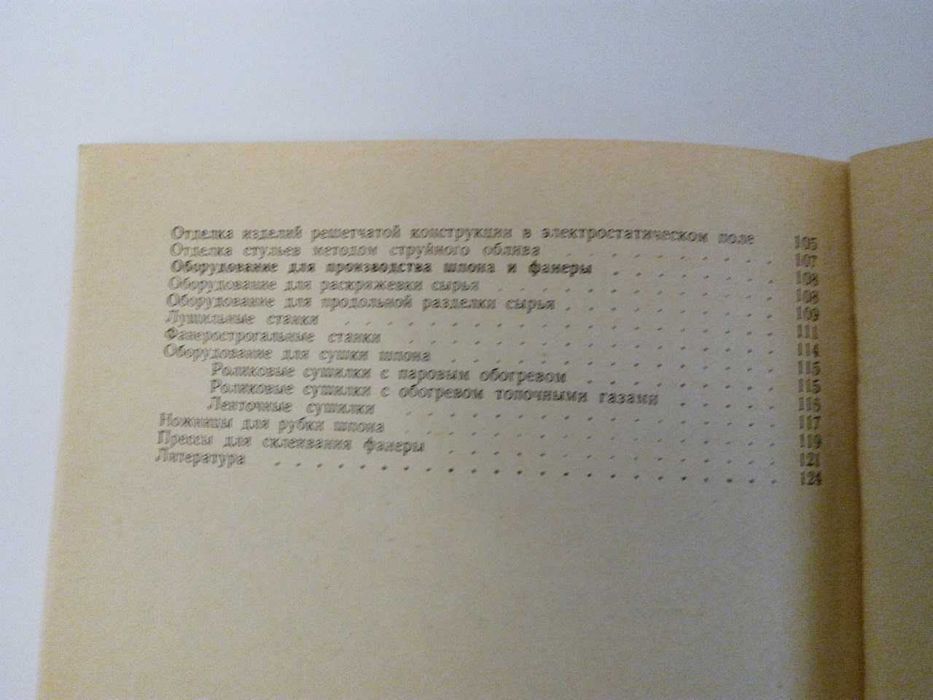 Отделка изделий решетчатой конструкции в электростатическом поле 105
Отделка стульев методом струйного облива . . . . . . . . . . . 107
Оборудование для производства шпона и фанеры . . . . . . . . . 108
Оборудование для раскряжевки сырья . . . . . . . . . . . . . . 108
Оборудование для продольной разделки сырья . . . . . . . . . . 109
Лущильные станки . . . . . . . . . . . . . . . . . . . . 111
Фанерострогальные станки . . . . . . . . . . . . . . . . . 114
Оборудование для сушки шпона . . . . . . . . . . . . . . . 115
Роликовые сушилки с паровым обогревом . . . . . . . . . 115
Роликовые сушилки с обогревом топочными газами . . . . . 116
Ленточные сушилки . . . . . . . . . . . . . . . . . . 117
Ножницы для рубки шпона . . . . . . . . . . . . . . . . . 119
Прессы для склеивания фанеры . . . . . . . . . . . . . . . 121
Литература . . . . . . . . . . . . . . . . . . . . . . . 124